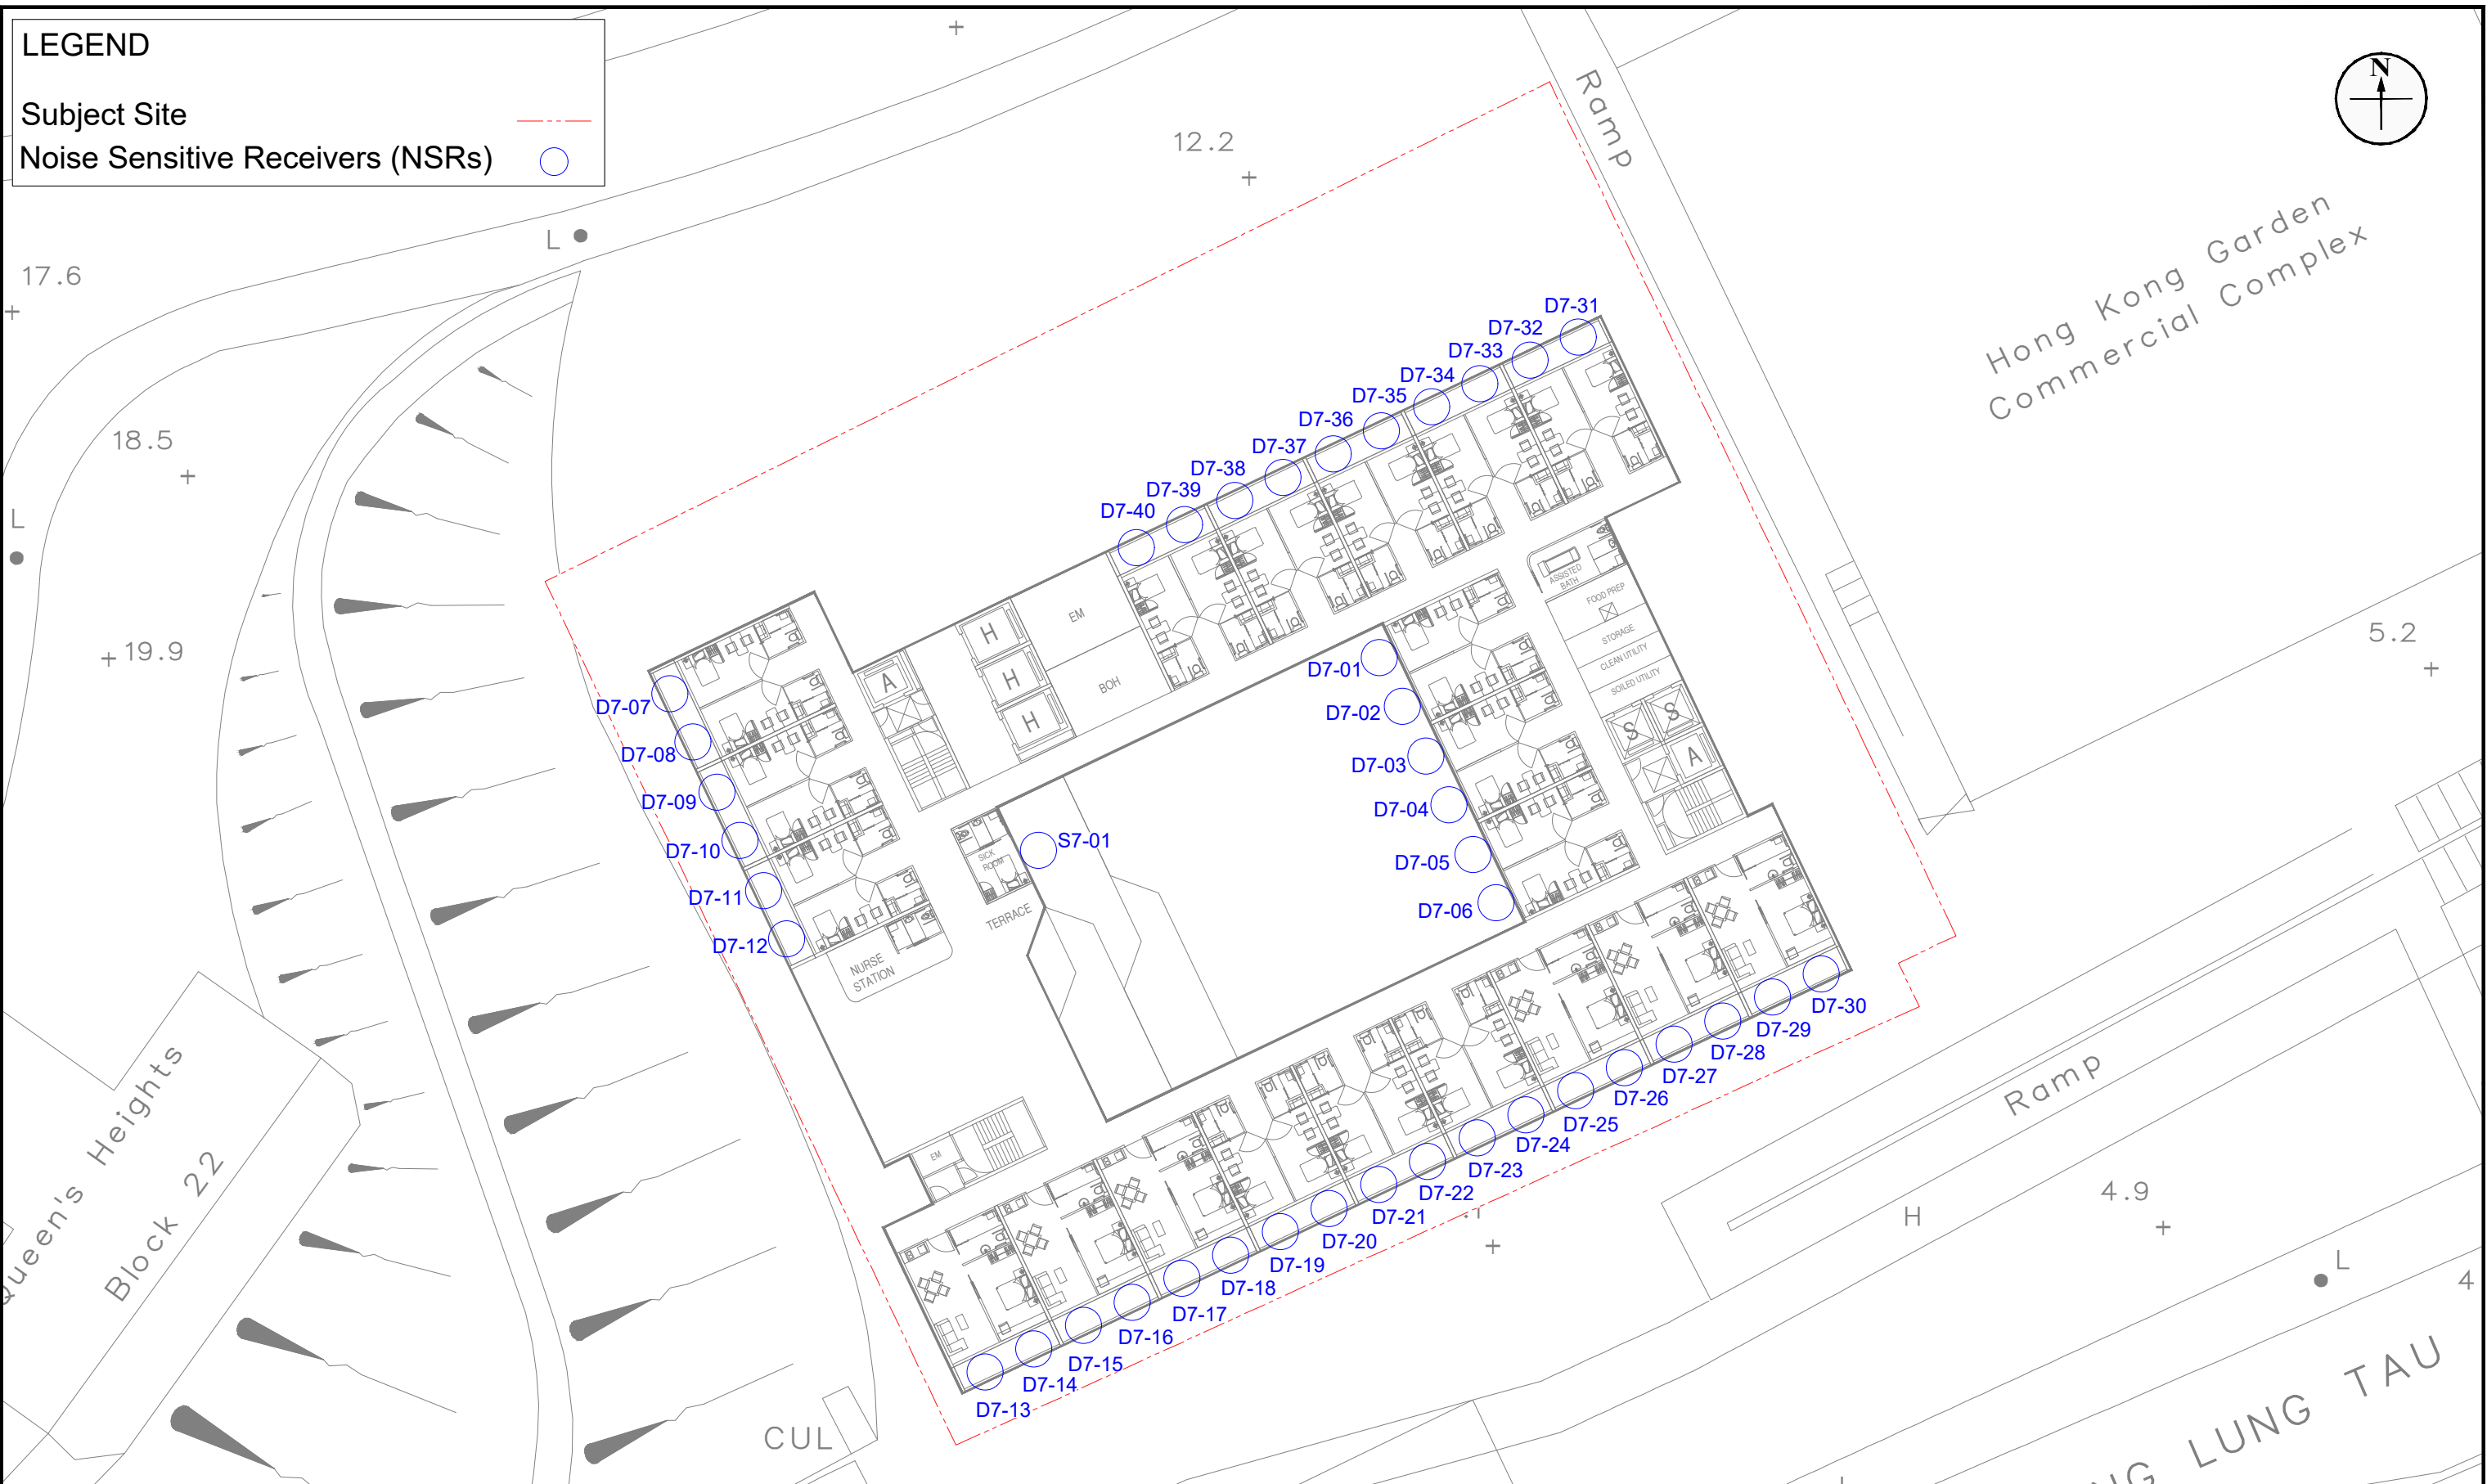 LEGEND
Subject Site
Noise Sensitive Receivers (NSRs)
N
Ramp
12.2
Hong Kong Garden
Commercial Complex
L
17.6
18.5
L
19.9
5.2
D7-31
D7-32
D7-33
D7-34
D7-35
D7-36
D7-37
D7-38
D7-39
D7-40
EM
BOH
H
H
H
A
ASSISTED
BATH
FOOD PREP
STORAGE
CLEAN UTILITY
SOILED UTILITY
S
S
A
D7-01
D7-02
D7-03
D7-04
D7-05
D7-06
D7-07
D7-08
D7-09
D7-10
D7-11
D7-12
S7-01
SICK
ROOM
TERRACE
NURSE
STATION
EM
D7-30
D7-29
D7-28
D7-27
D7-26
D7-25
D7-24
D7-23
D7-22
D7-21
D7-20
D7-19
D7-18
D7-17
D7-16
D7-15
D7-14
D7-13
Queen's Heights
Block 22
CUL
Ramp
H
4.9
L
4
LUNG TAU